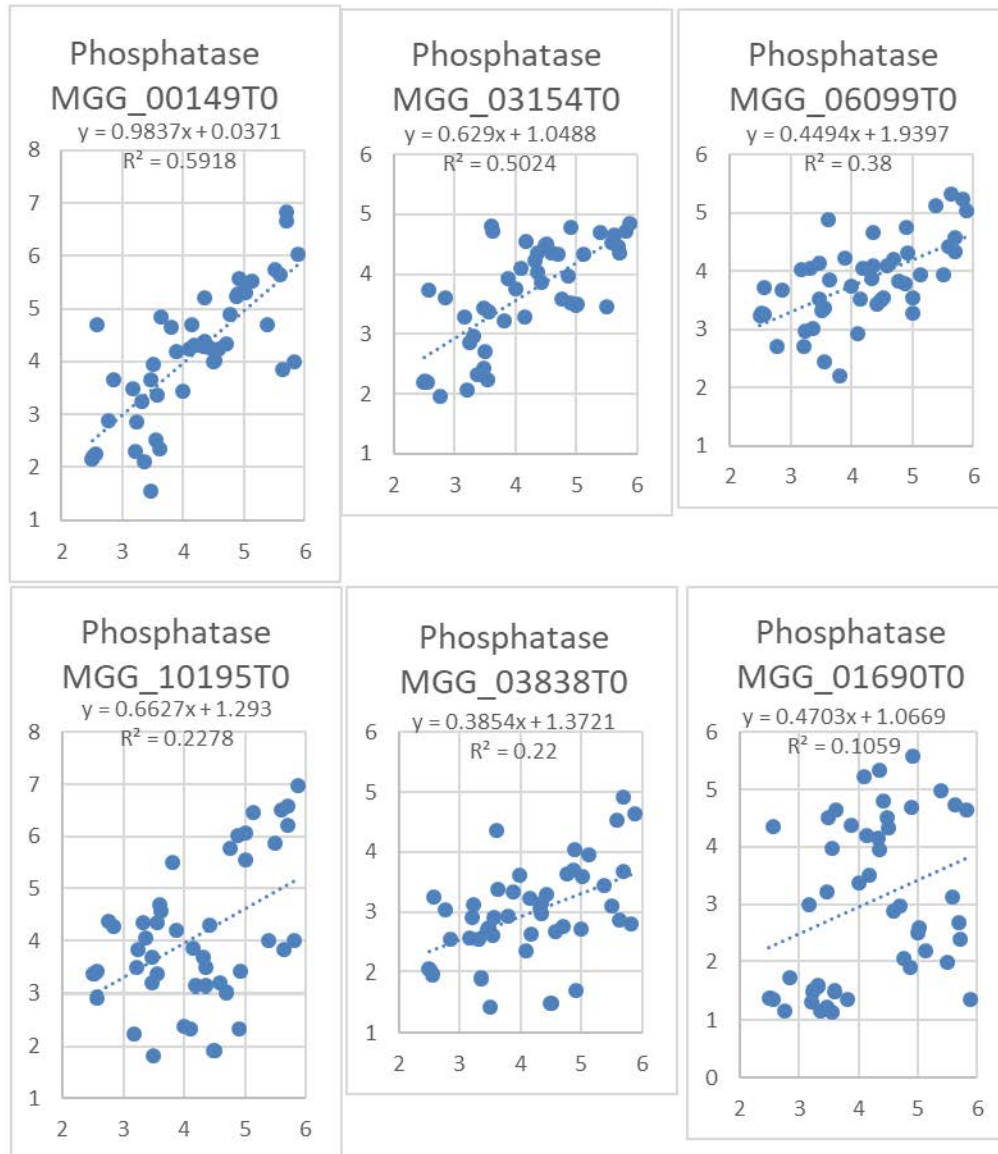 Phosphatase
MGG_00149T0
y = 0.9837x + 0.0371
R² = 0.5918
8
7
6
5
4
3
2
1
2 3 4 5 6
Phosphatase
MGG_03154T0
y = 0.629x + 1.0488
R² = 0.5024
6
5
4
3
2
1
2 3 4 5 6
Phosphatase
MGG_06099T0
y = 0.4494x + 1.9397
R² = 0.38
6
5
4
3
2
1
2 3 4 5 6
Phosphatase
MGG_10195T0
y = 0.6627x + 1.293
R² = 0.2278
8
7
6
5
4
3
2
1
2 3 4 5 6
Phosphatase
MGG_03838T0
y = 0.3854x + 1.3721
R² = 0.22
6
5
4
3
2
1
2 3 4 5 6
Phosphatase
MGG_01690T0
y = 0.4703x + 1.0669
R² = 0.1059
6
5
4
3
2
1
0
2 3 4 5 6